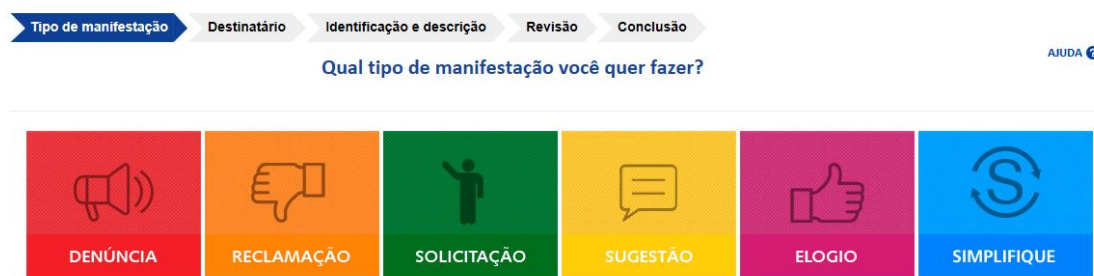 Tipo de manifestação Destinatário Identificação e descrição Revisão Conclusão
AJUDA
Qual tipo de manifestação você quer fazer?
DENÚNCIA RECLAMAÇÃO SOLICITAÇÃO SUGESTÃO ELOGIO SIMPLIFIQUE